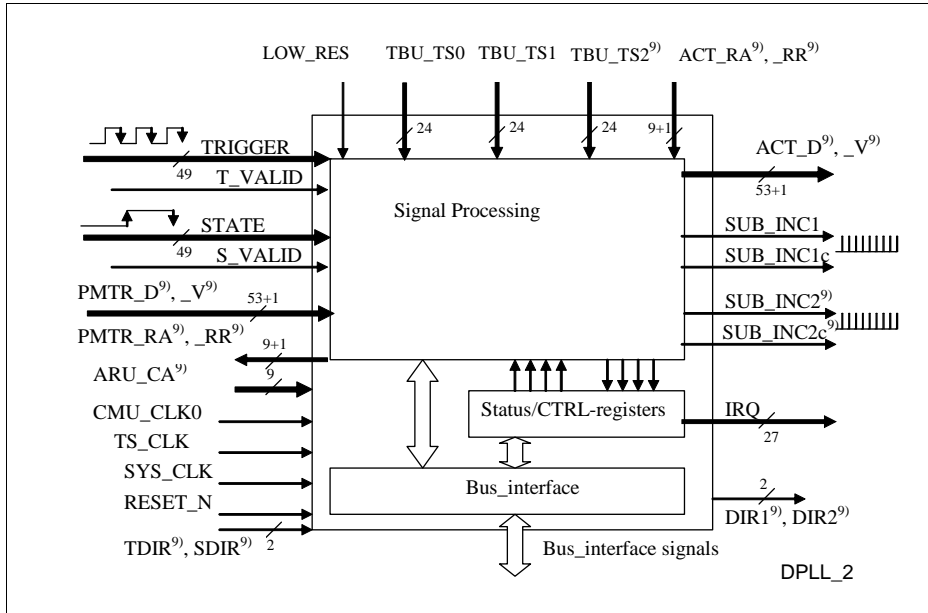 LOW_RES TBU_TS0 TBU_TS1 TBU_TS2⁹⁾ ACT_RA⁹⁾, _RR⁹⁾
24 24 24 9+1
TRIGGER
49
T_VALID
STATE
49
S_VALID
PMTR_D⁹⁾, _V⁹⁾ 53+1
PMTR_RA⁹⁾, _RR⁹⁾
9+1
ARU_CA⁹⁾
9
CMU_CLK0
TS_CLK
SYS_CLK
RESET_N
TDIR⁹⁾, SDIR⁹⁾ 2
Signal Processing
Status/CTRL-registers
Bus_interface
Bus_interface signals
ACT_D⁹⁾, _V⁹⁾
53+1
SUB_INC1
SUB_INC1c
SUB_INC2⁹⁾
SUB_INC2c⁹⁾
IRQ
27
2
DIR1⁹⁾, DIR2⁹⁾
DPLL_2